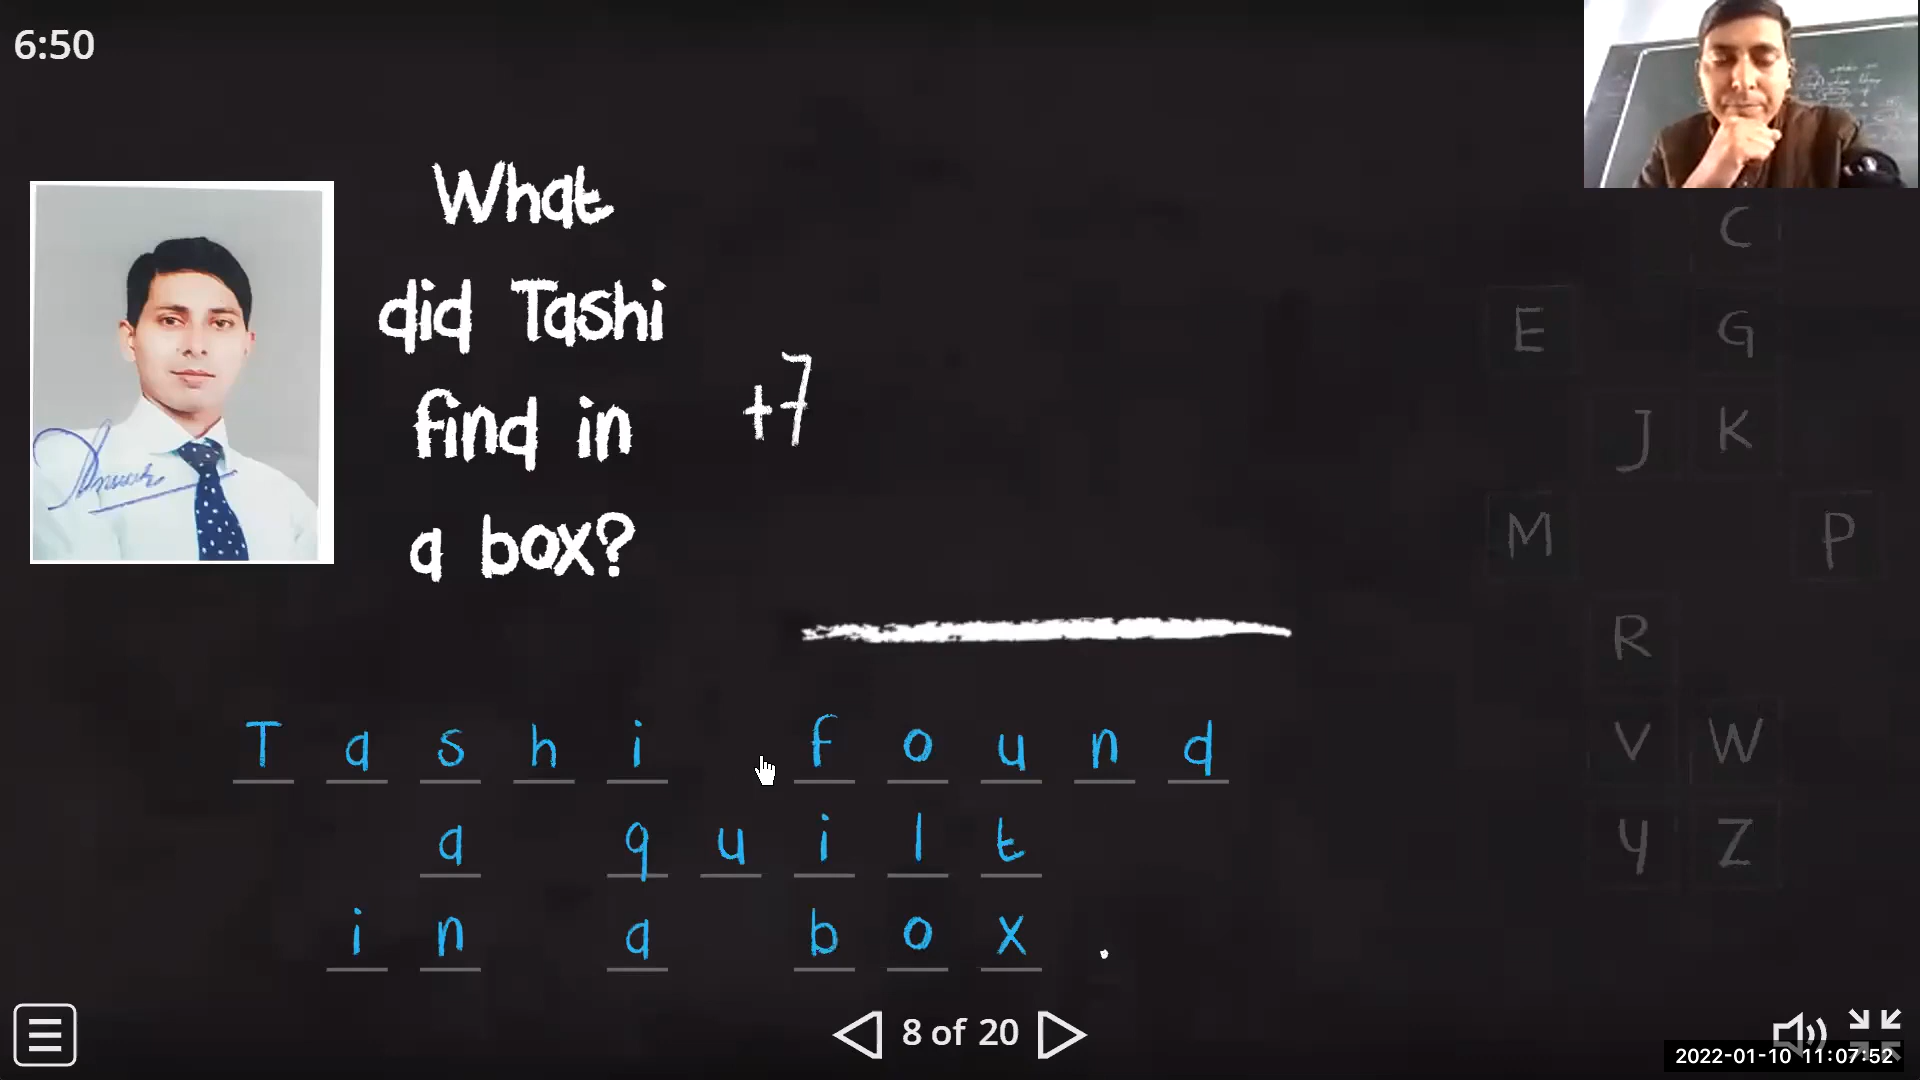 6:50
What
did Tashi
find in
a box?
+7
C
E G
J K
M P
R
V W
Y Z
Tashi found
a quilt
in a box.
8 of 20
2022-01-10 11:07:52